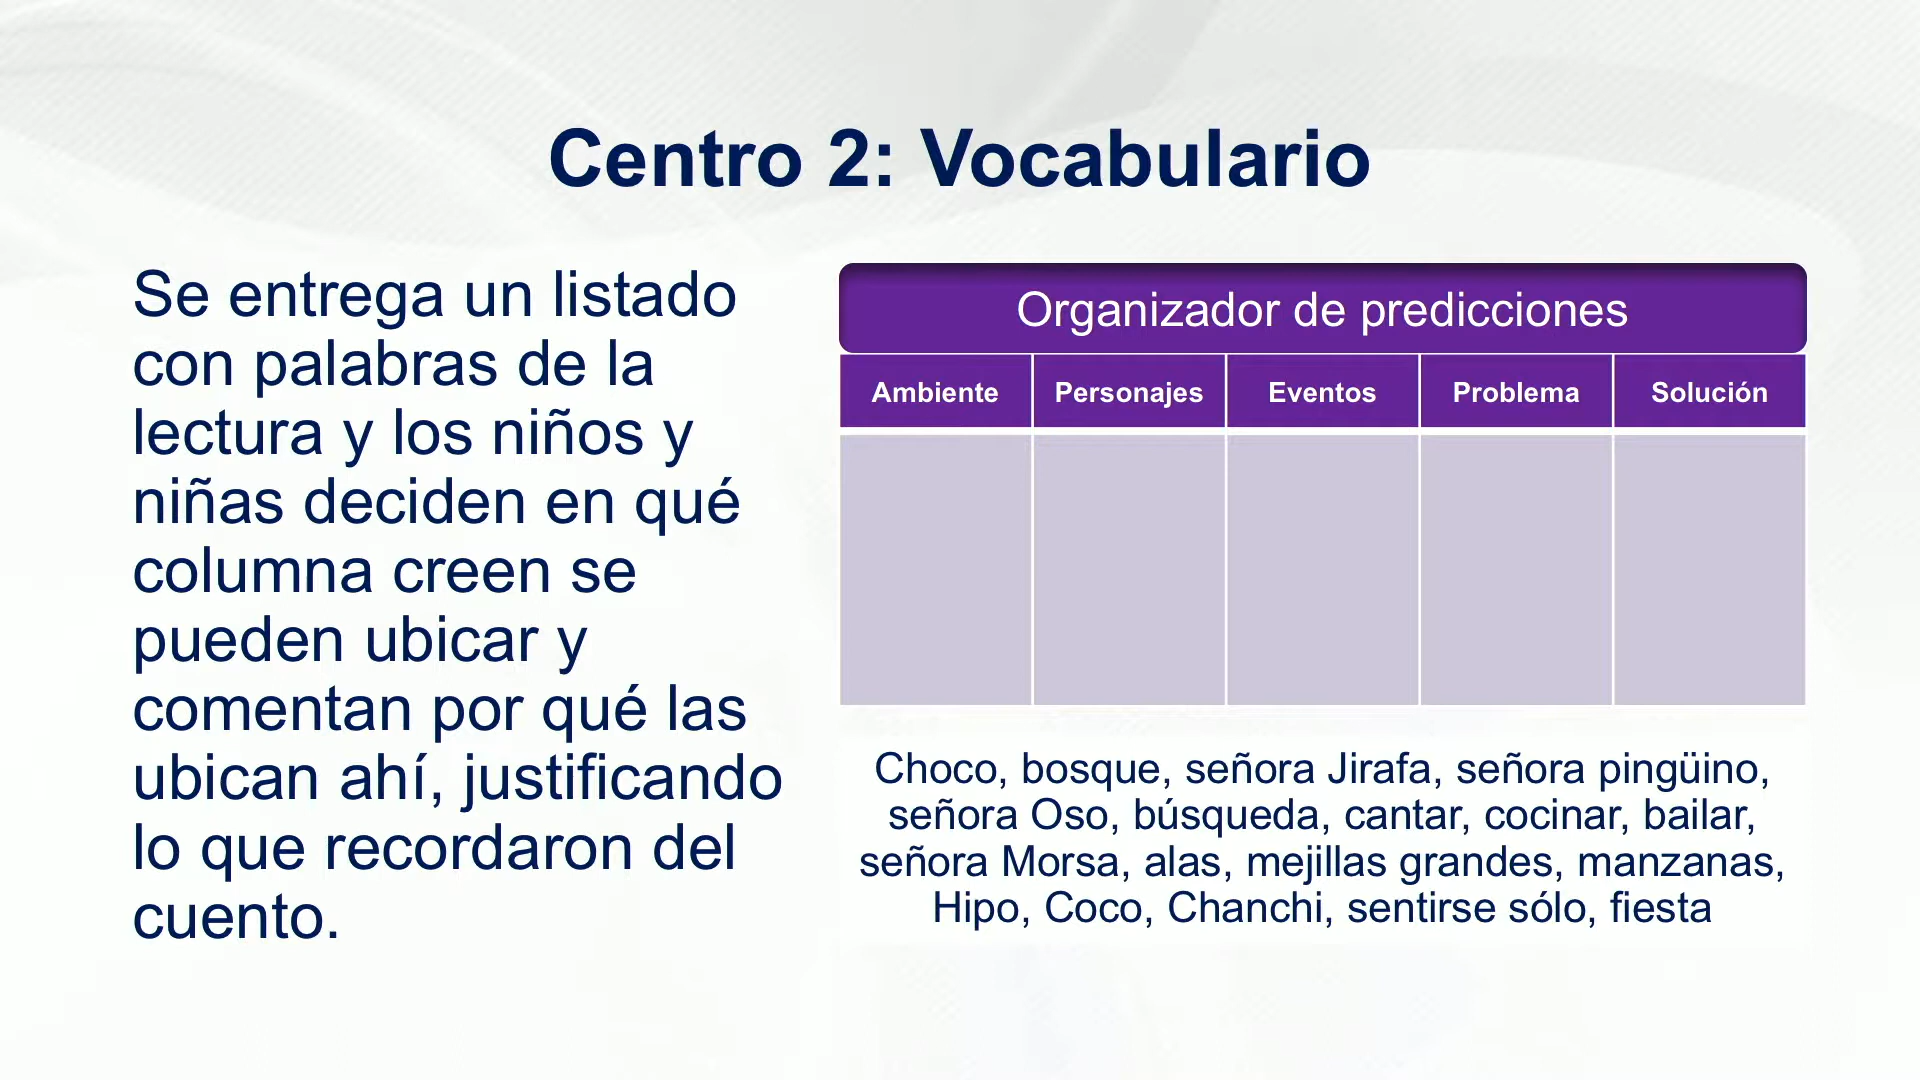 Centro 2: Vocabulario
Se entrega un listado
con palabras de la
lectura y los niños y
niñas deciden en qué
columna creen se
pueden ubicar y
comentan por qué las
ubican ahí, justificando
lo que recordaron del
cuento.
Organizador de predicciones
Ambiente Personajes Eventos Problema Solución
Choco, bosque, señora Jirafa, señora pingüino,
señora Oso, búsqueda, cantar, cocinar, bailar,
señora Morsa, alas, mejillas grandes, manzanas,
Hipo, Coco, Chanchi, sentirse sólo, fiesta